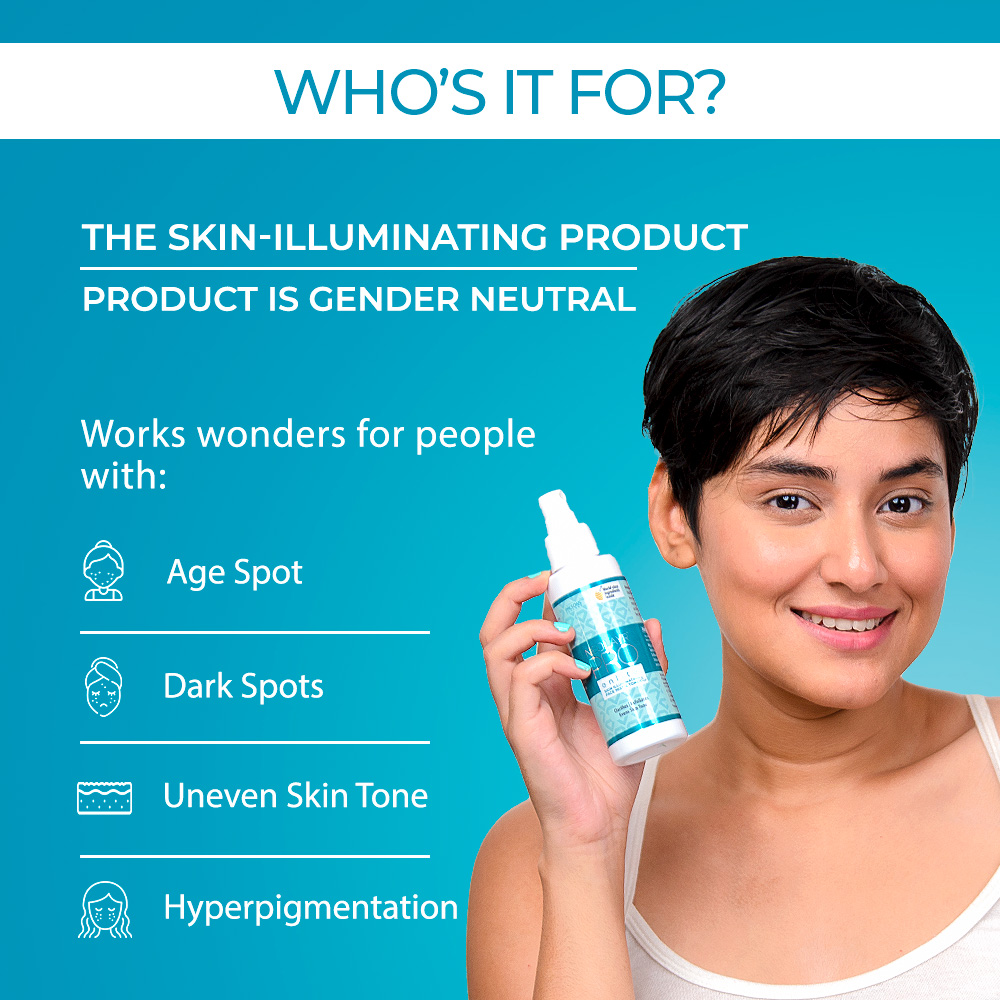 WHO'S IT FOR?
THE SKIN-ILLUMINATING PRODUCT
PRODUCT IS GENDER NEUTRAL
Works wonders for people
with:
Age Spot
Dark Spots
Uneven Skin Tone
Hyperpigmentation